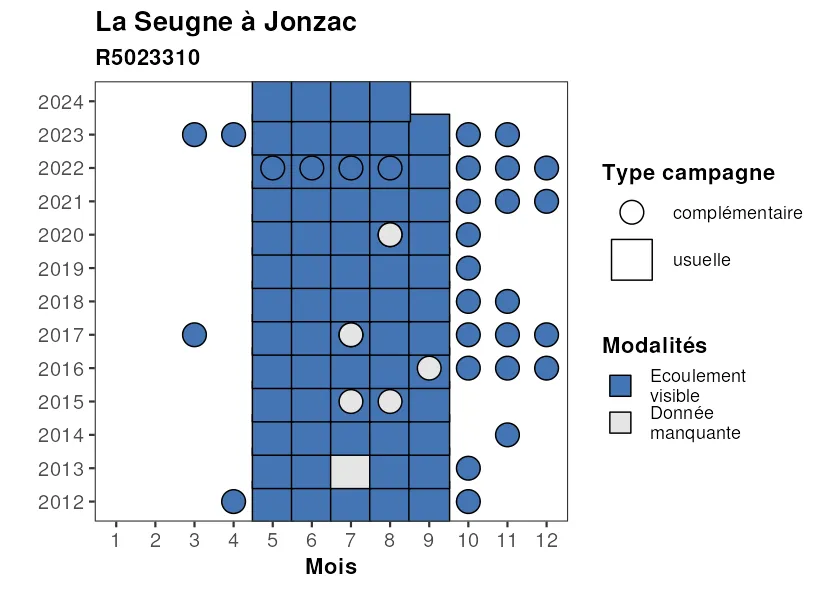 La Seugne à Jonzac
R5023310
2024
2023
2022
2021
2020
2019
2018
2017
2016
2015
2014
2013
2012
1 2 3 4 5 6 7 8 9 10 11 12
Mois
Type campagne
complémentaire
usuelle
Modalités
Ecoulement
visible
Donnée
manquante